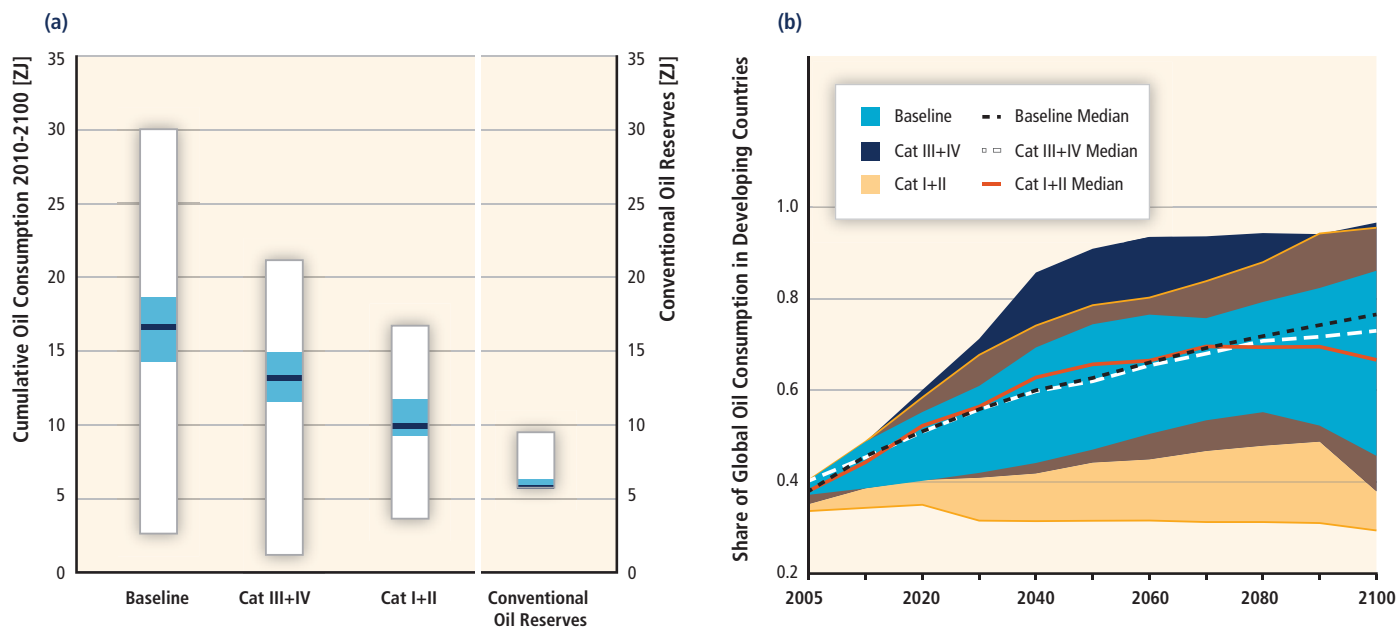 (a)
Cumulative Oil Consumption 2010-2100 [ZJ]
35
30
25
20
15
10
5
0
Baseline
Cat III+IV
Cat I+II
Conventional
Oil Reserves
35
30
25
20
15
10
5
0
Conventional Oil Reserves [ZJ]
(b)
Share of Global Oil Consumption in Developing Countries
Baseline
Baseline Median
Cat III+IV
Cat III+IV Median
Cat I+II
Cat I+II Median
1.0
0.8
0.6
0.4
0.2
2005
2020
2040
2060
2080
2100